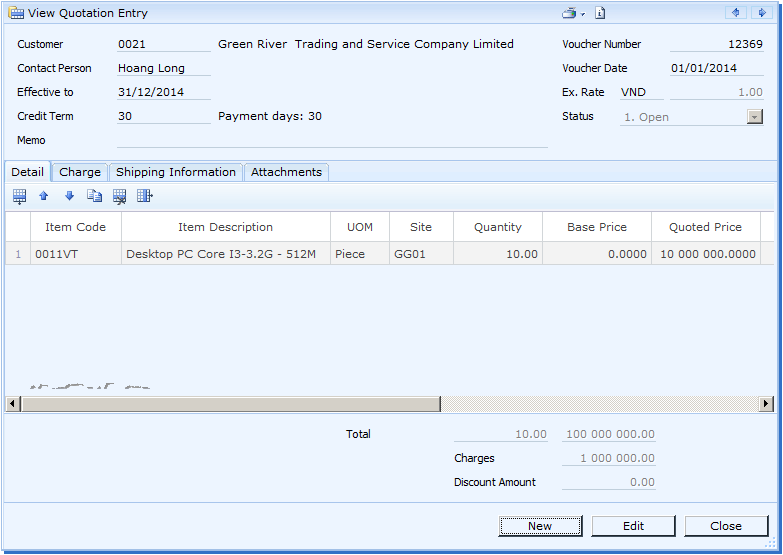 View Quotation Entry
Customer 0021 Green River Trading and Service Company Limited Voucher Number 12369
Contact Person Hoang Long Voucher Date 01/01/2014
Effective to 31/12/2014 Ex. Rate VND 1.00
Credit Term 30 Payment days: 30 Status 1. Open
Memo
Detail Charge Shipping Information Attachments
Item Code Item Description UOM Site Quantity Base Price Quoted Price
1 0011VT Desktop PC Core I3-3.2G - 512M Piece GG01 10.00 0.0000 10 000 000.0000
Total 10.00 100 000 000.00
Charges 1 000 000.00
Discount Amount 0.00
New Edit Close